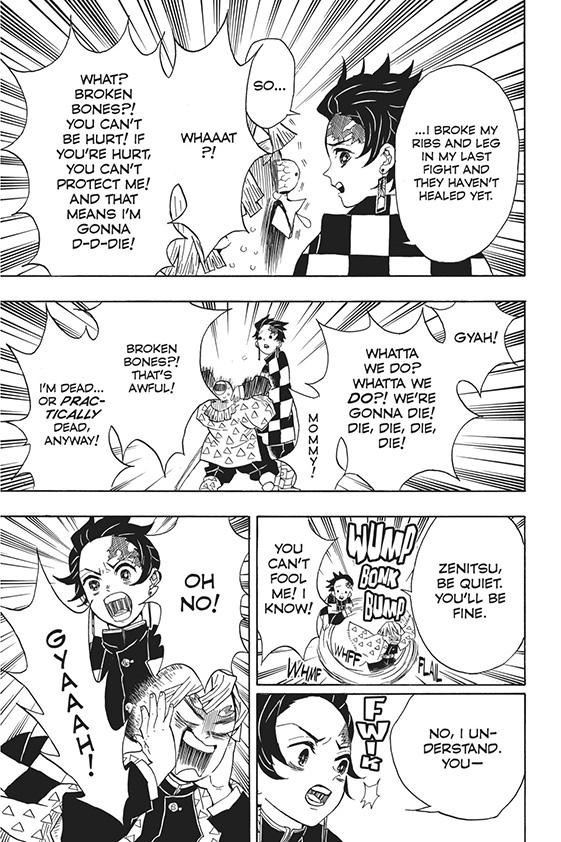 ...I BROKE MY
RIBS AND LEG
IN MY LAST
FIGHT AND
THEY HAVEN'T
HEALED YET.
SO...
WHAAAT
?!
WHAT?
BROKEN
BONES?!
YOU CAN'T
BE HURT! IF
YOU'RE HURT,
YOU CAN'T
PROTECT ME!
AND THAT
MEANS I'M
GONNA
D-D-DIE!
GYAH!
WHATTA
WE DO?
WHATTA WE
DO?! WE'RE
GONNA DIE!
DIE, DIE, DIE,
DIE!
MOMMY!
BROKEN
BONES?!
THAT'S
AWFUL!
I'M DEAD...
OR PRAC-
TICALLY
DEAD,
ANYWAY!
ZENITSU,
BE QUIET.
YOU'LL BE
FINE.
WUMP
BONK
BUMP
WHFF
FLAIL
WHMF
YOU
CAN'T
FOOL
ME! I
KNOW!
NO, I UN-
DERSTAND.
YOU—
FWIK
OH
NO!
GYAAAH!